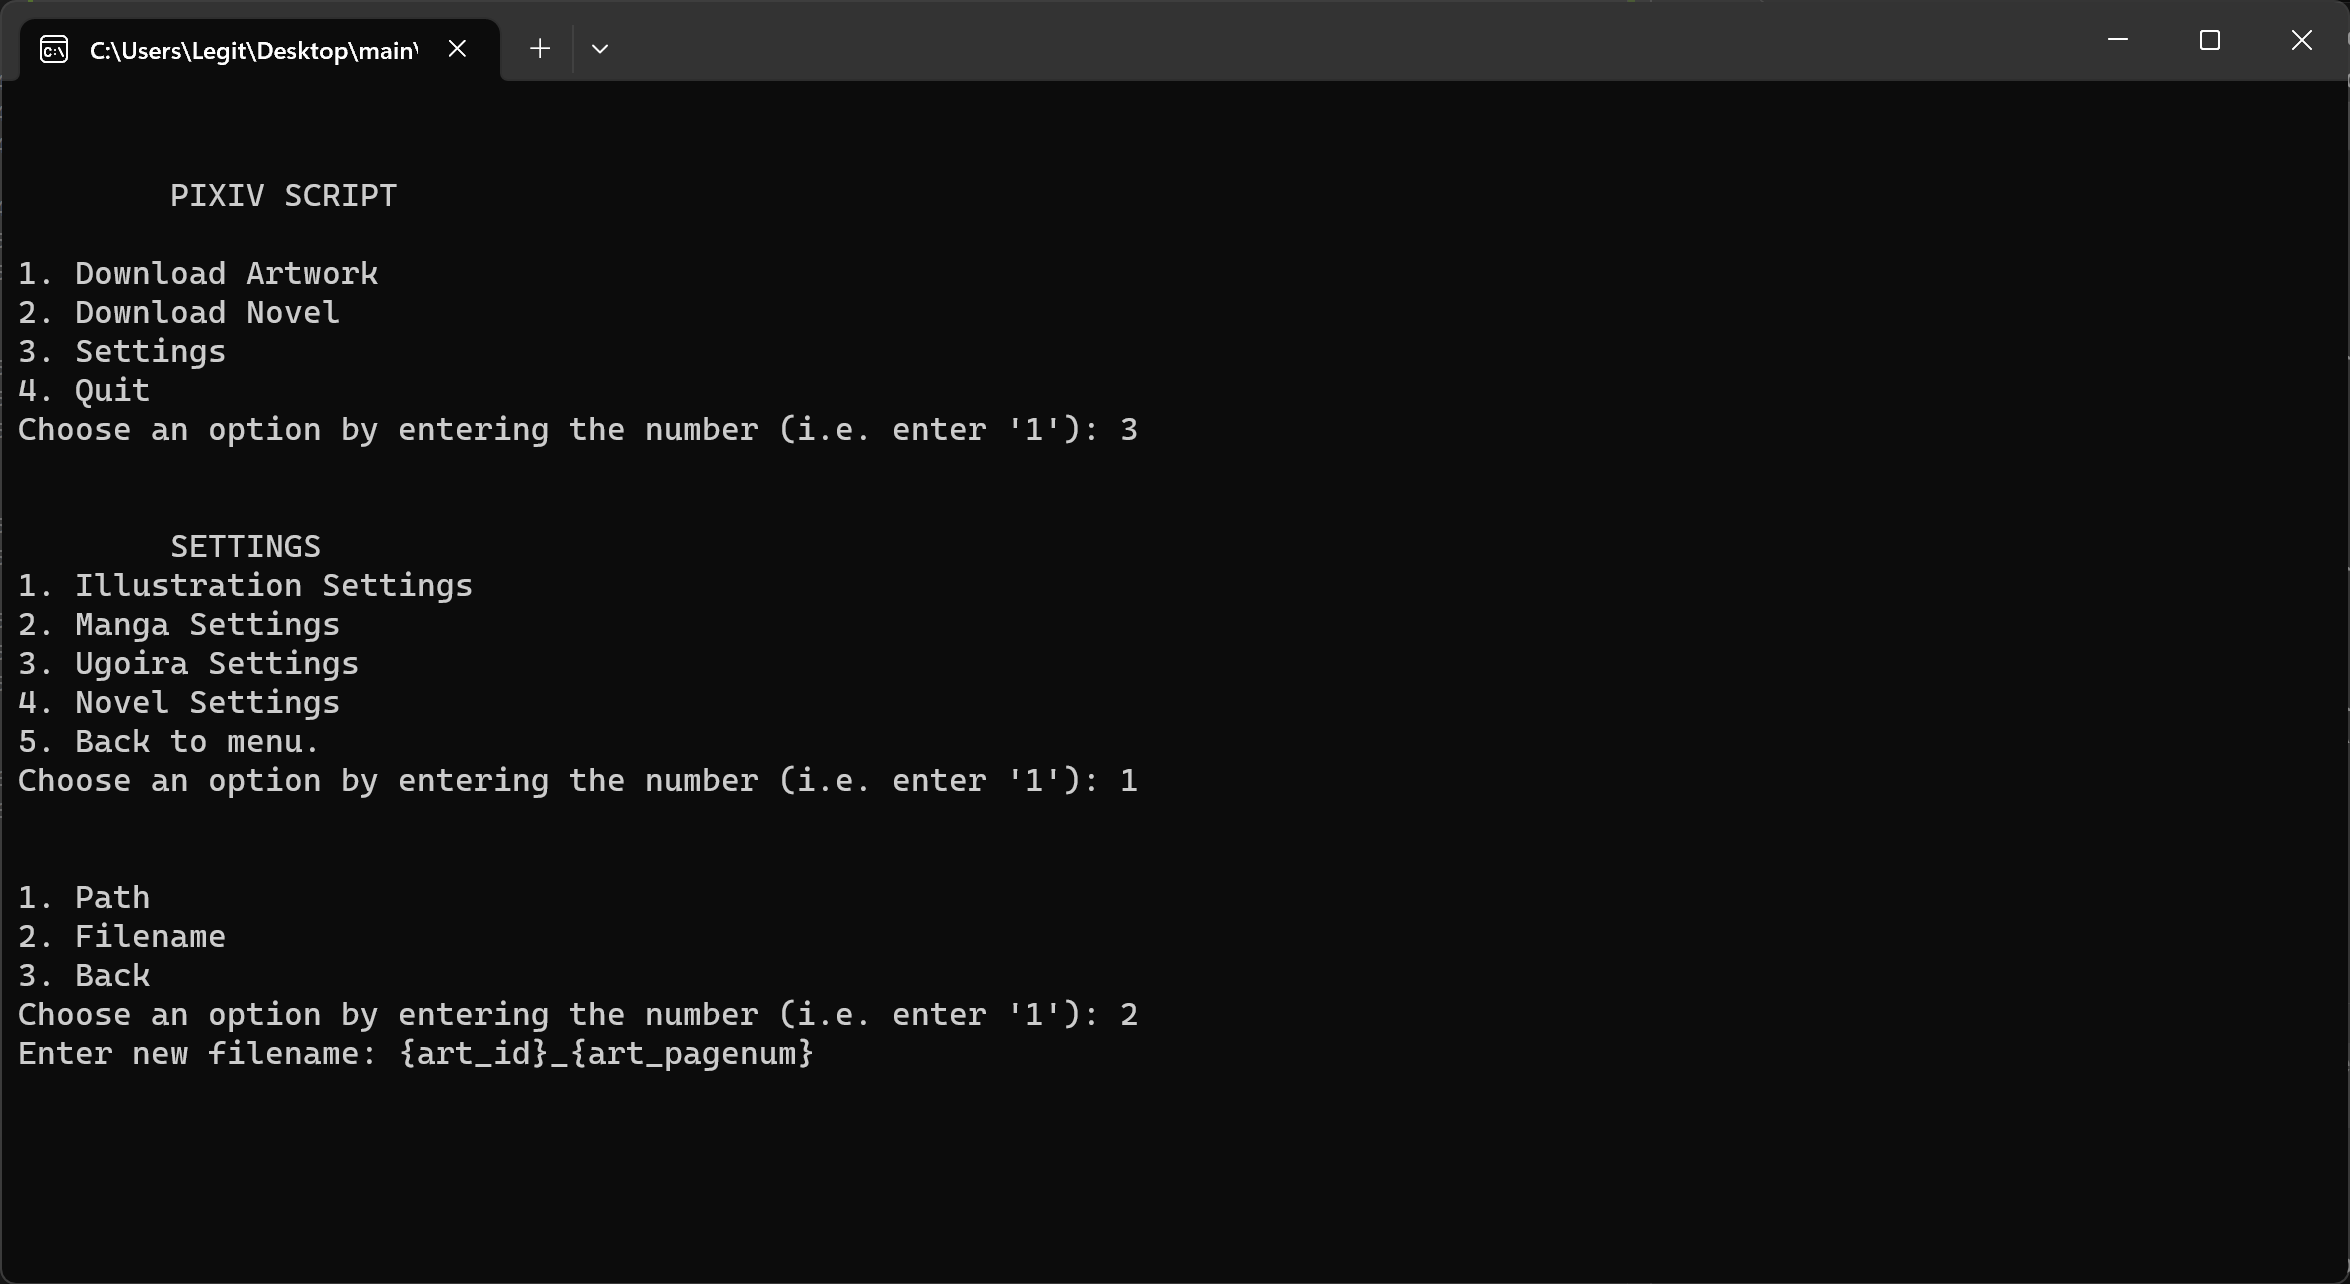 C:\Users\Legit\Desktop\main\
PIXIV SCRIPT
1. Download Artwork
2. Download Novel
3. Settings
4. Quit
Choose an option by entering the number (i.e. enter '1'): 3
SETTINGS
1. Illustration Settings
2. Manga Settings
3. Ugoira Settings
4. Novel Settings
5. Back to menu.
Choose an option by entering the number (i.e. enter '1'): 1
1. Path
2. Filename
3. Back
Choose an option by entering the number (i.e. enter '1'): 2
Enter new filename: {art_id}_{art_pagenum}